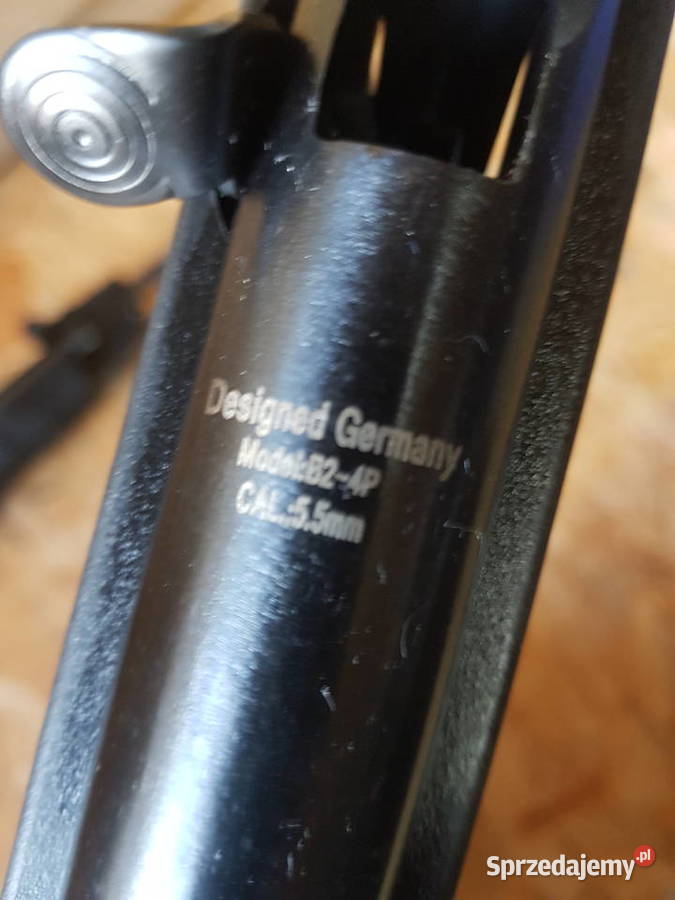 Designed Germany
Model:B2-4P
CAL.:5.5mm
Sprzedajemy.pl